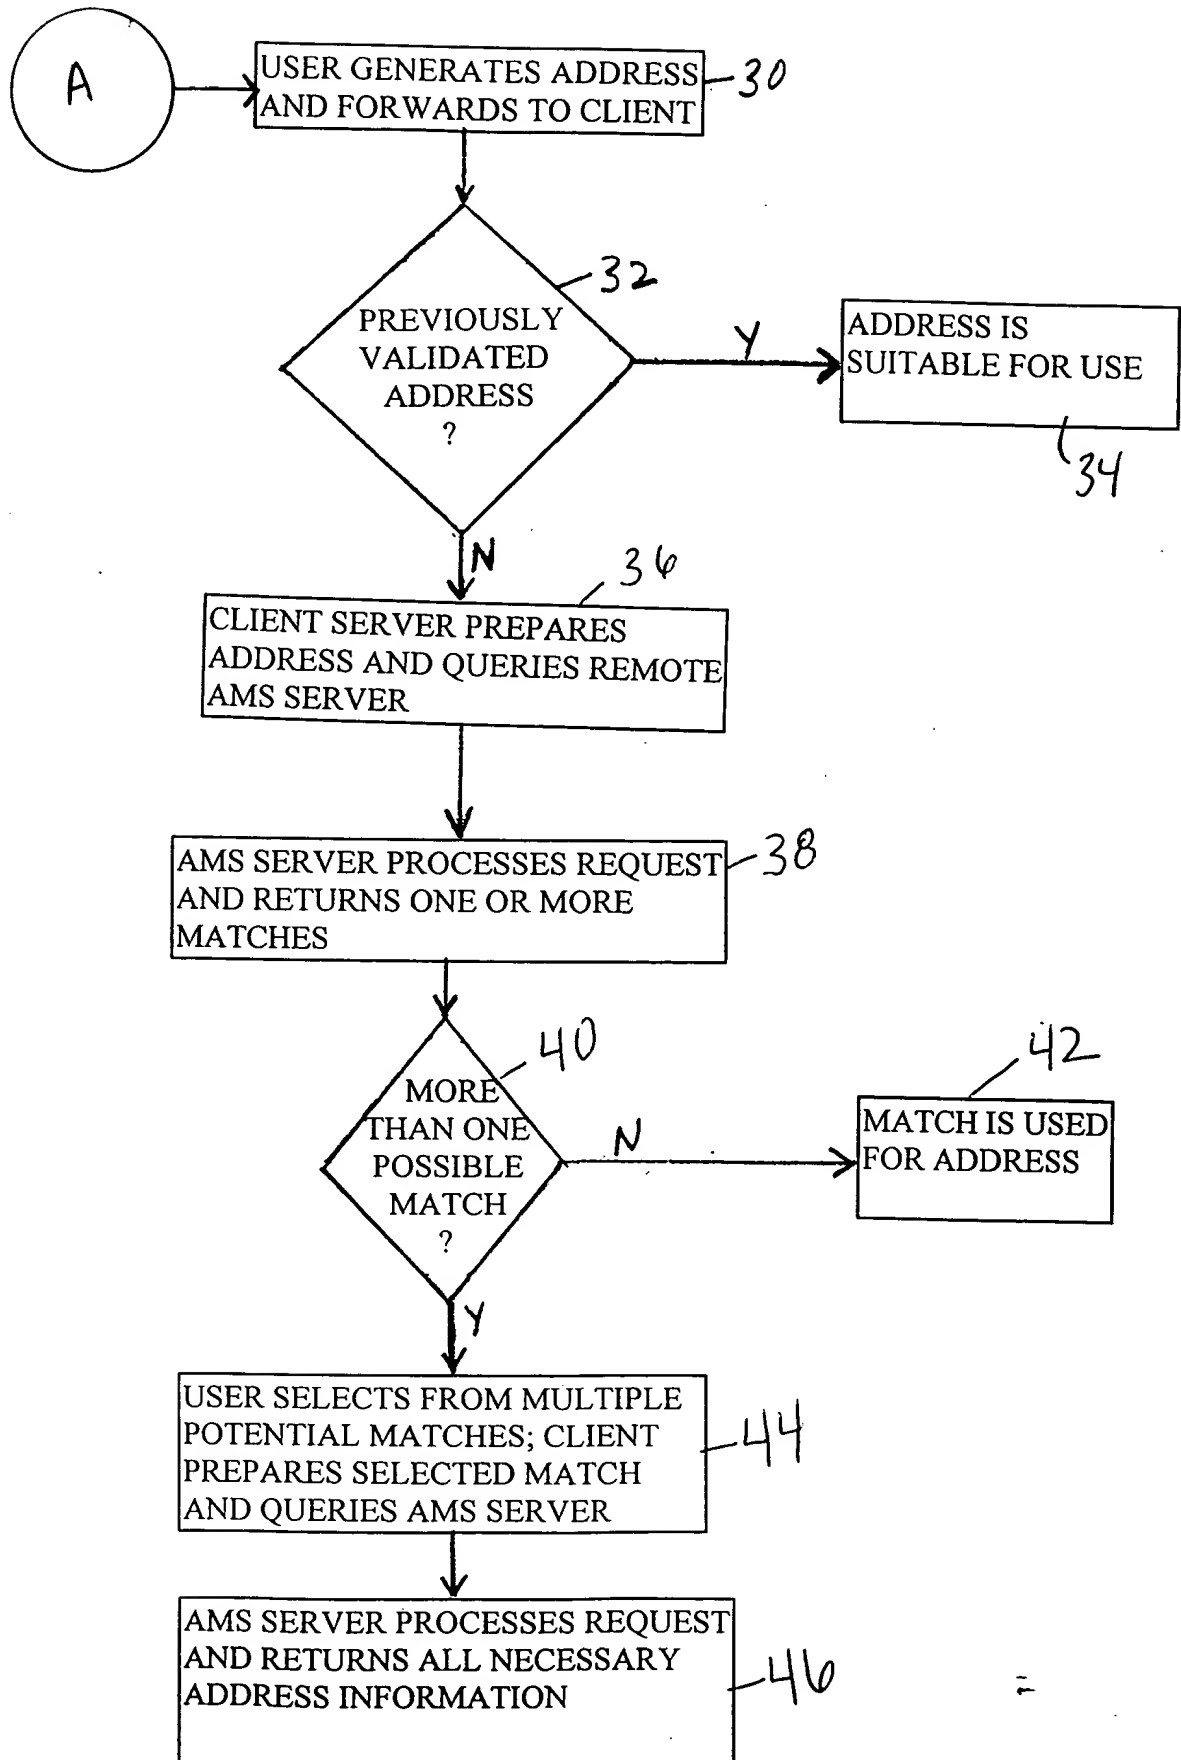 A
USER GENERATES ADDRESS
AND FORWARDS TO CLIENT
30
32
PREVIOUSLY
VALIDATED
ADDRESS
?
Y
ADDRESS IS
SUITABLE FOR USE
34
N
36
CLIENT SERVER PREPARES
ADDRESS AND QUERIES REMOTE
AMS SERVER
AMS SERVER PROCESSES REQUEST
AND RETURNS ONE OR MORE
MATCHES
38
40
MORE
THAN ONE
POSSIBLE
MATCH
?
N
42
MATCH IS USED
FOR ADDRESS
Y
USER SELECTS FROM MULTIPLE
POTENTIAL MATCHES; CLIENT
PREPARES SELECTED MATCH
AND QUERIES AMS SERVER
44
AMS SERVER PROCESSES REQUEST
AND RETURNS ALL NECESSARY
ADDRESS INFORMATION
46